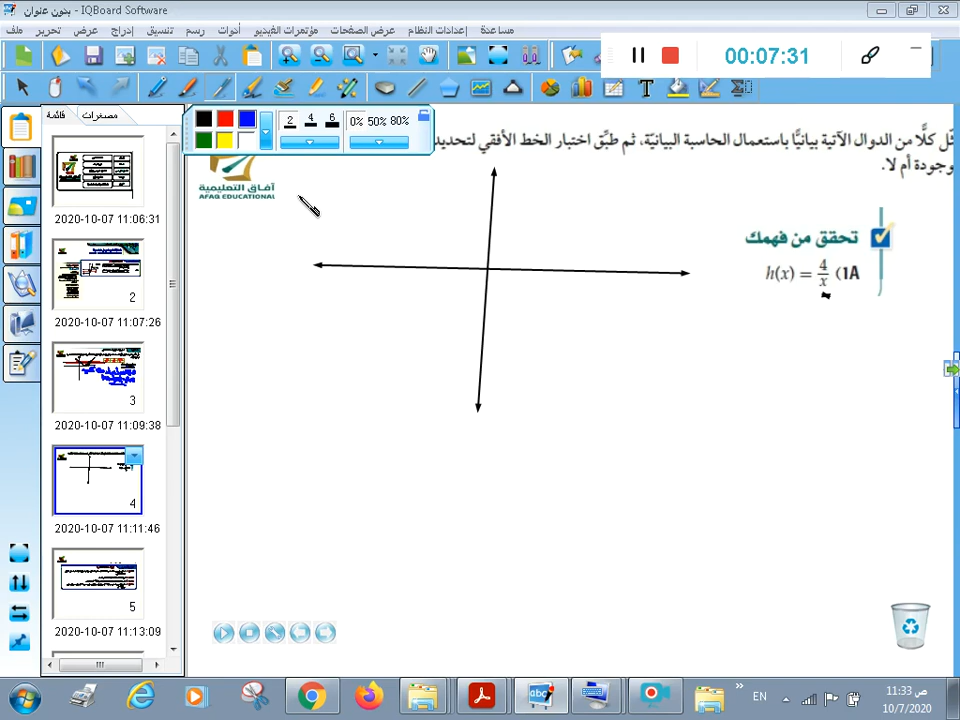 بدون عنوان - IQBoard Software
ملف تحرير عرض إدراج تنسيق رسم أدوات مؤتمرات الفيديو عرض الصفحات إعدادات النظام مساعدة
00:07:31
قائمة مصغرات
2 4 6 0% 50% 80%
2020-10-07 11:06:31
2
2020-10-07 11:07:26
3
2020-10-07 11:09:38
4
2020-10-07 11:11:46
5
2020-10-07 11:13:09
كلًّا من الدوال الآتية بيانيًّا باستعمال الحاسبة البيانيّة، ثم طبِّق اختبار الخط الأفقي لتحديد
أم لا.
آفاق التعليمية
AFAQ EDUCATIONAL
تحقق من فهمك
h(x) = 4/x (1A
EN
11:33 ص
10/7/2020